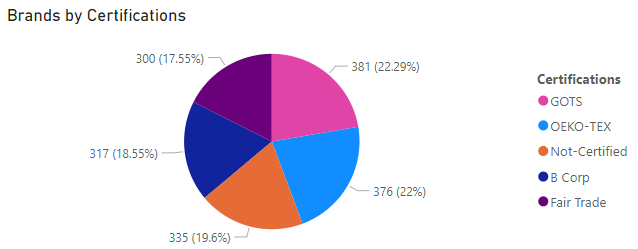 Brands by Certifications
300 (17.55%)
381 (22.29%)
317 (18.55%)
376 (22%)
335 (19.6%)
Certifications
GOTS
OEKO-TEX
Not-Certified
B Corp
Fair Trade